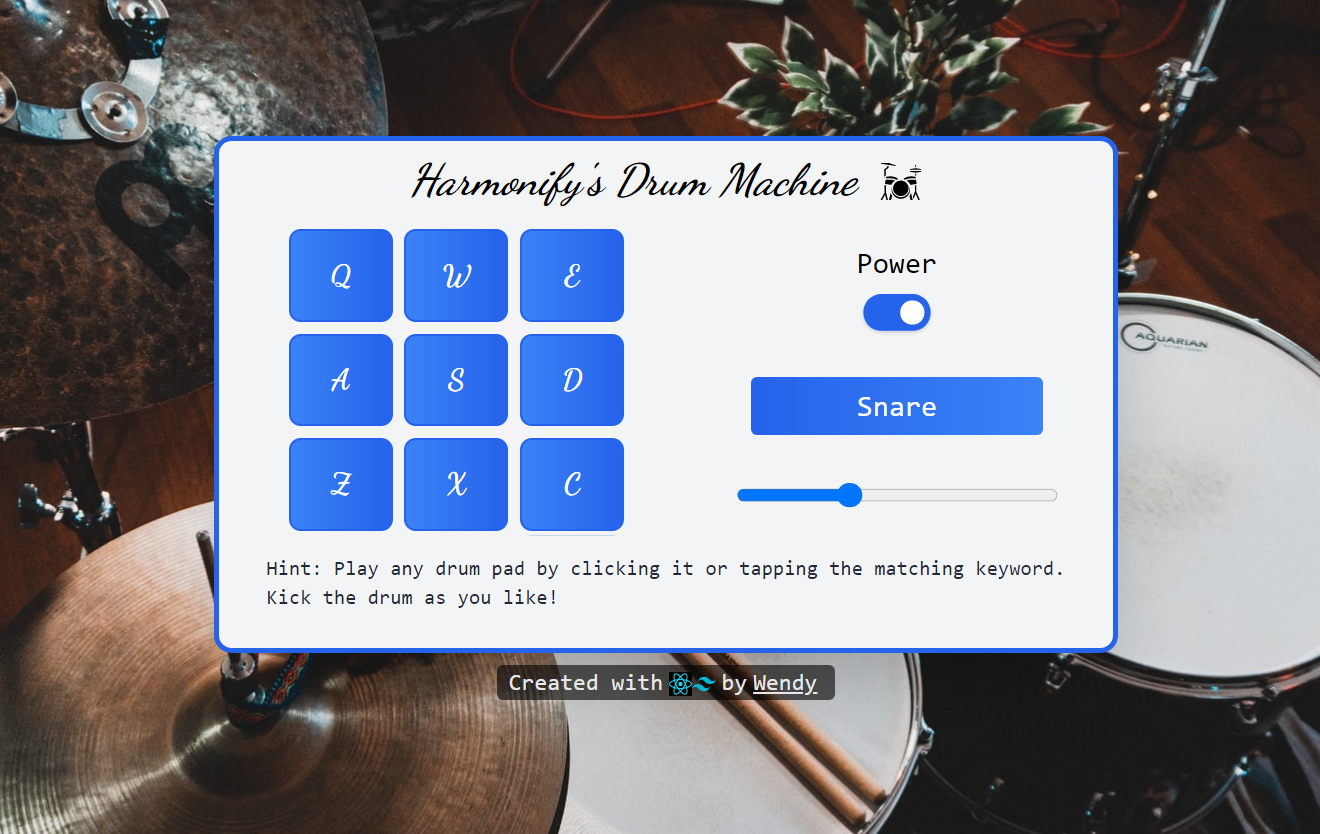 Harmonify's Drum Machine
Q W E
A S D
Z X C
Power
Snare
Hint: Play any drum pad by clicking it or tapping the matching keyword.
Kick the drum as you like!
Created with by Wendy
AQUARIAN